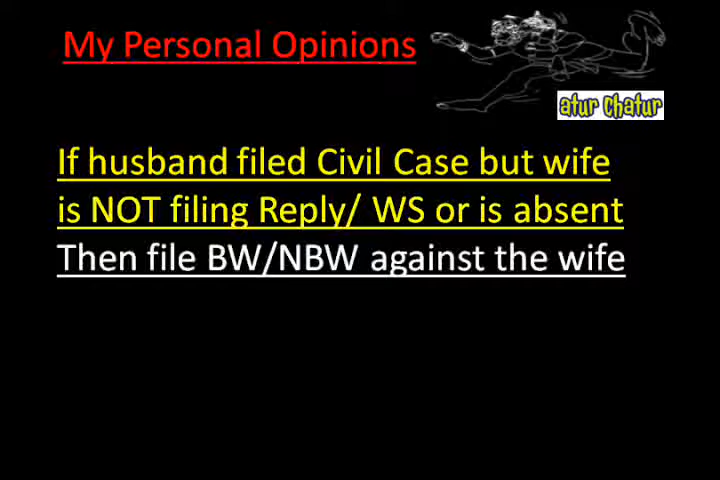 My Personal Opinions
atur chatur
If husband filed Civil Case but wife
is NOT filing Reply/ WS or is absent
Then file BW/NBW against the wife